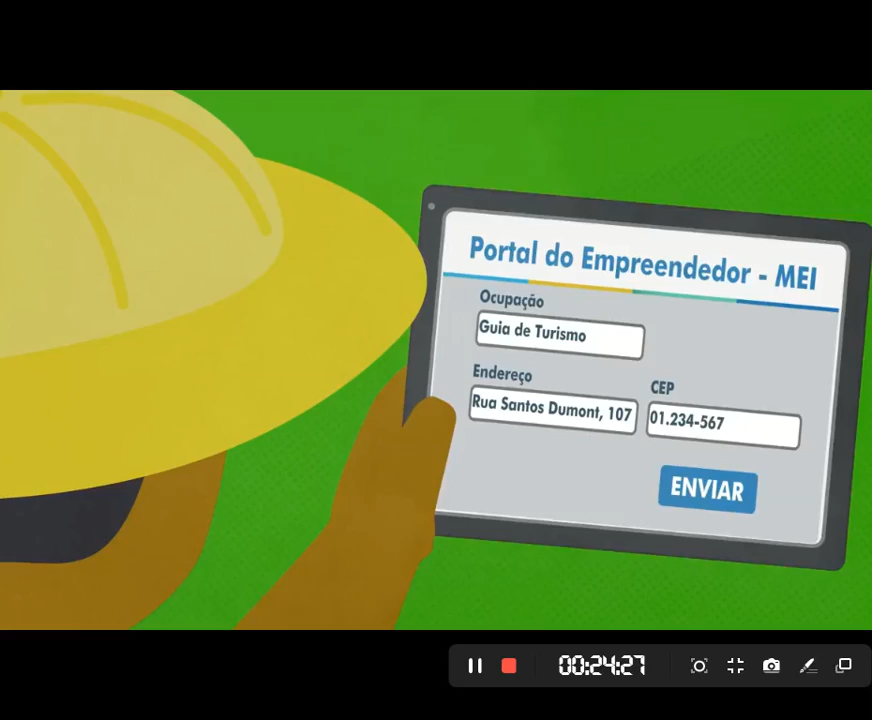 Portal do Empreendedor - MEI
Ocupação
Guia de Turismo
Endereço
CEP
Rua Santos Dumont, 107
01.234-567
ENVIAR
00:24:27